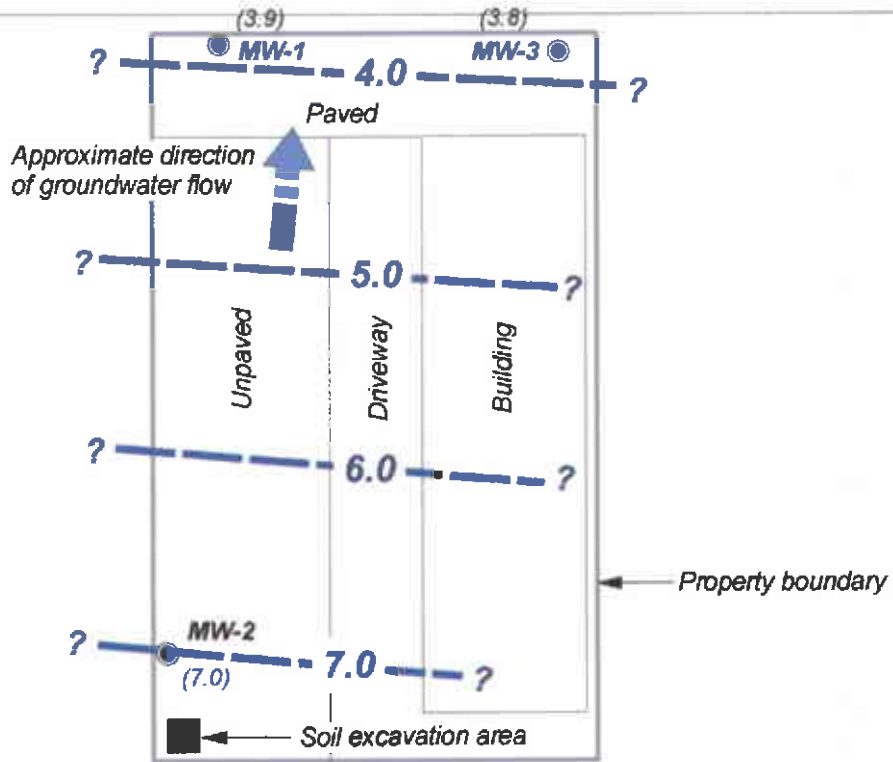 (3.9) (3.8)
MW-1 MW-3
? 4.0 ?
Paved
Approximate direction
of groundwater flow
? 5.0 ?
Unpaved
Driveway
Building
? 6.0 ?
Property boundary
MW-2
? 7.0 ?
(7.0)
Soil excavation area